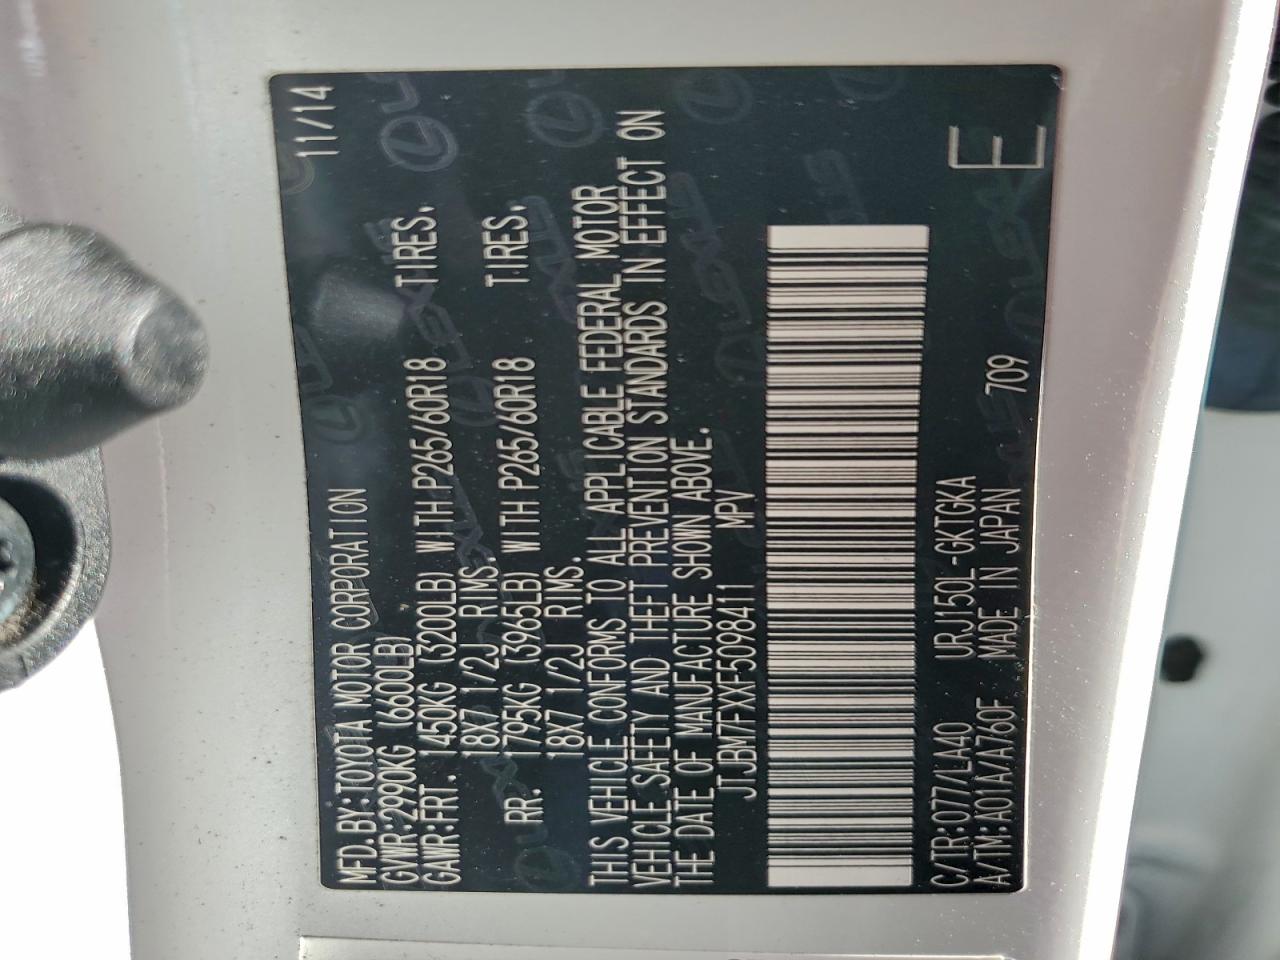 11/14
MFD.BY:TOYOTA MOTOR CORPORATION
GVWR:2990KG (6600LB)
GAWR:FRT. 1450KG (3200LB) WITH P265/60R18 TIRES.
18X7 1/2J RIMS.
RR. 1795KG (3965LB) WITH P265/60R18 TIRES.
18X7 1/2J RIMS.
THIS VEHICLE CONFORMS TO ALL APPLICABLE FEDERAL MOTOR
VEHICLE SAFETY AND THEFT PREVENTION STANDARDS IN EFFECT ON
THE DATE OF MANUFACTURE SHOWN ABOVE.
JTJBM7FXXF5098411 MPV
C/TR:077/LA40 URJ150L-GKTGKA
A/TM:A01A/A760F MADE IN JAPAN 709 E